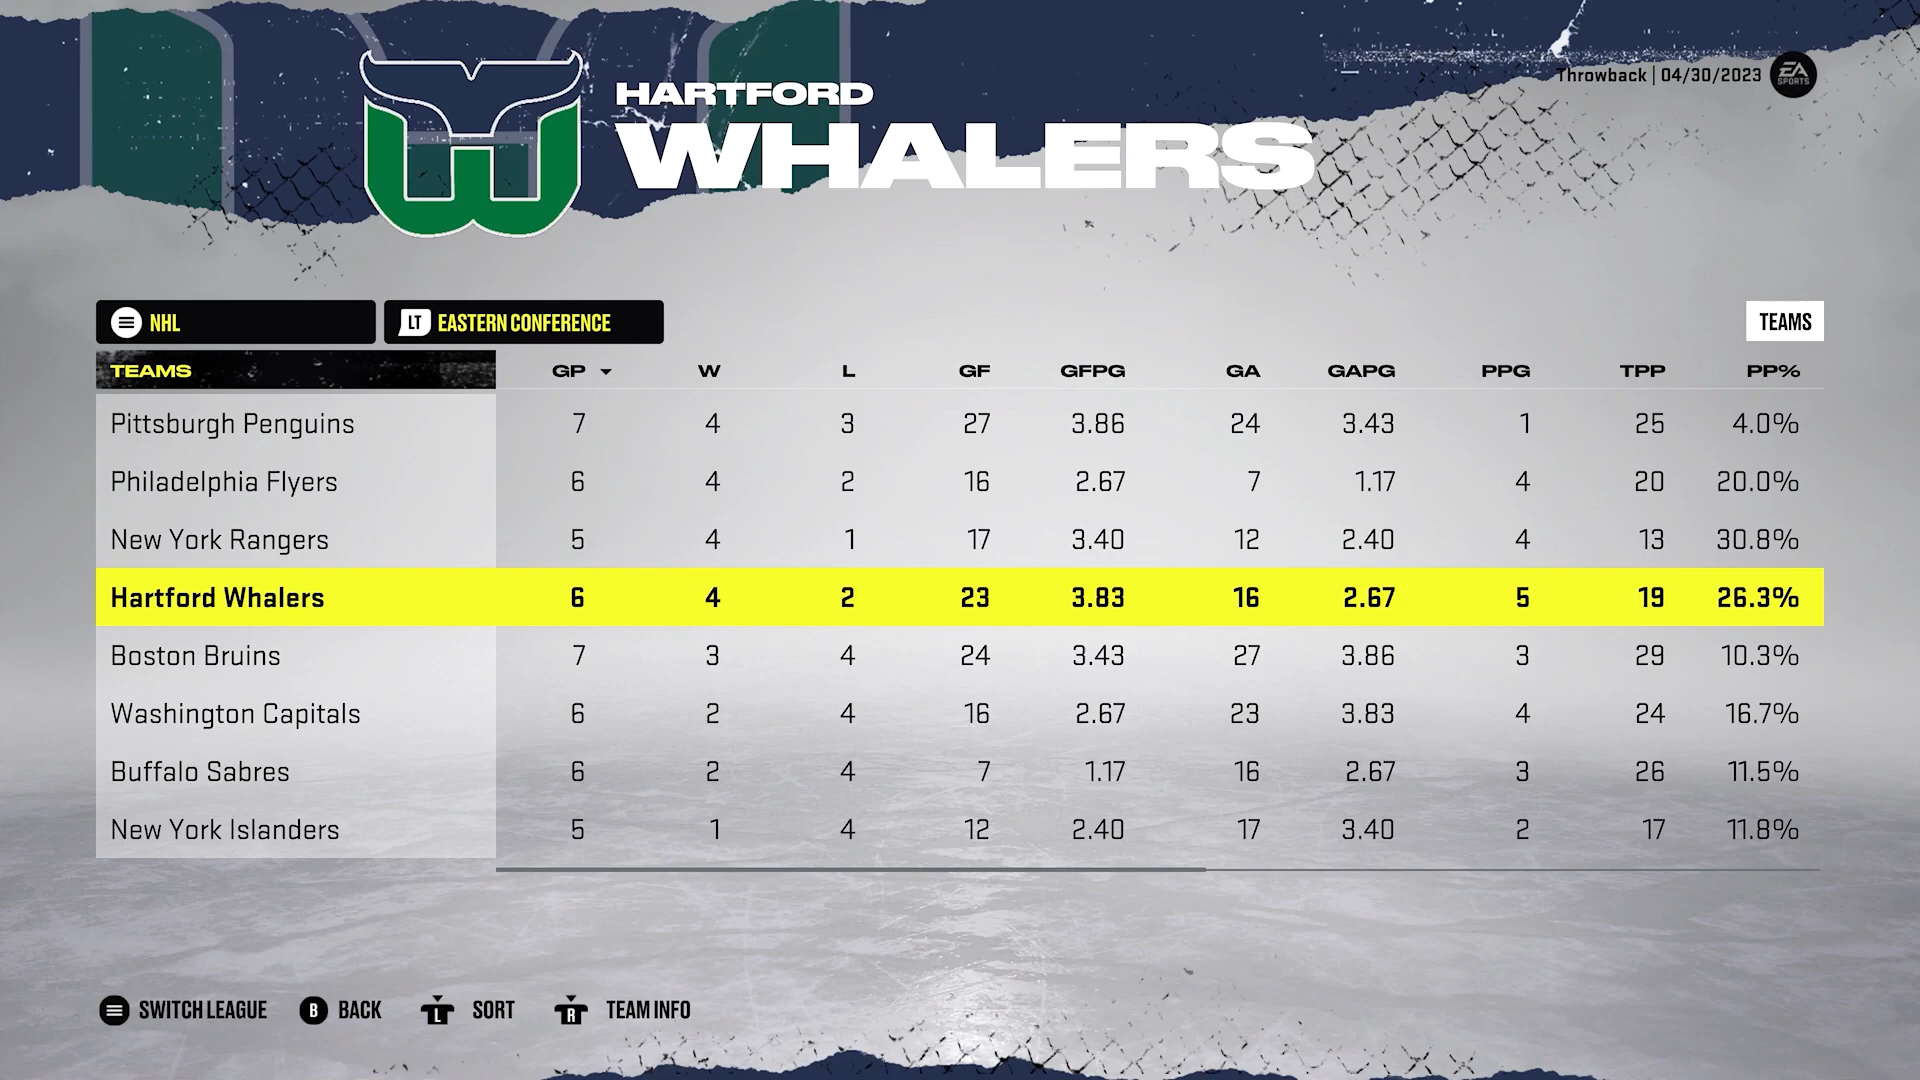 HARTFORD
WHALERS
Throwback | 04/30/2023
EA SPORTS
NHL
LT EASTERN CONFERENCE
TEAMS
TEAMS GP W L GF GFPG GA GAPG PPG TPP PP%
Pittsburgh Penguins 7 4 3 27 3.86 24 3.43 1 25 4.0%
Philadelphia Flyers 6 4 2 16 2.67 7 1.17 4 20 20.0%
New York Rangers 5 4 1 17 3.40 12 2.40 4 13 30.8%
Hartford Whalers 6 4 2 23 3.83 16 2.67 5 19 26.3%
Boston Bruins 7 3 4 24 3.43 27 3.86 3 29 10.3%
Washington Capitals 6 2 4 16 2.67 23 3.83 4 24 16.7%
Buffalo Sabres 6 2 4 7 1.17 16 2.67 3 26 11.5%
New York Islanders 5 1 4 12 2.40 17 3.40 2 17 11.8%
SWITCH LEAGUE B BACK L SORT R TEAM INFO